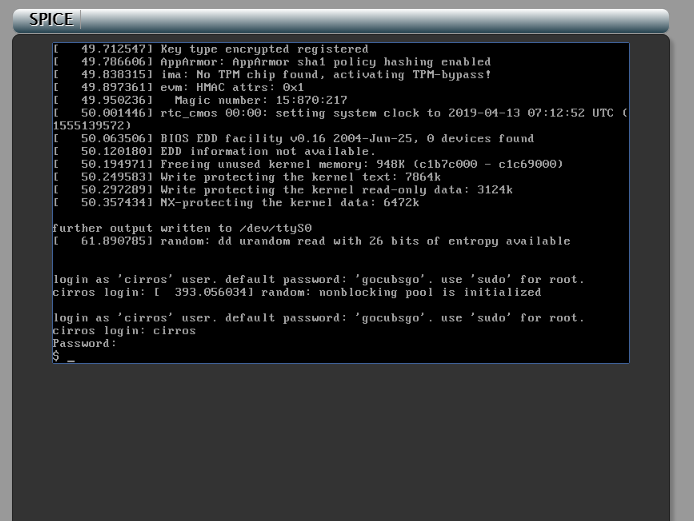 SPICE
[   49.712547] Key type encrypted registered
[   49.786606] AppArmor: AppArmor sha1 policy hashing enabled
[   49.838315] ima: No TPM chip found, activating TPM-bypass!
[   49.897361] evm: HMAC attrs: 0x1
[   49.950236]   Magic number: 15:870:217
[   50.001446] rtc_cmos 00:00: setting system clock to 2019-04-13 07:12:52 UTC (
1555139572)
[   50.063506] BIOS EDD facility v0.16 2004-Jun-25, 0 devices found
[   50.120180] EDD information not available.
[   50.194971] Freeing unused kernel memory: 948K (c1b7c000 - c1c69000)
[   50.249583] Write protecting the kernel text: 7864k
[   50.297289] Write protecting the kernel read-only data: 3124k
[   50.357434] NX-protecting the kernel data: 6472k
further output written to /dev/ttyS0
[   61.890785] random: dd urandom read with 26 bits of entropy available
login as 'cirros' user. default password: 'gocubsgo'. use 'sudo' for root.
cirros login: [  393.056034] random: nonblocking pool is initialized
login as 'cirros' user. default password: 'gocubsgo'. use 'sudo' for root.
cirros login: cirros
Password:
$ _